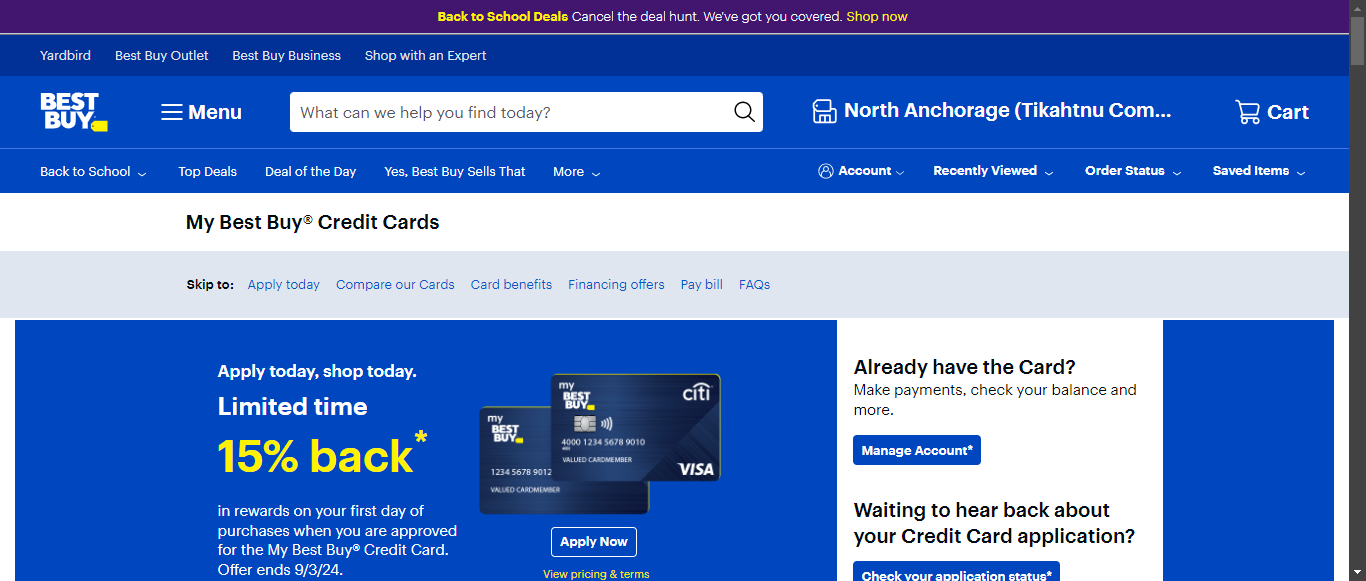 Back to School Deals Cancel the deal hunt. We've got you covered. Shop now
Yardbird Best Buy Outlet Best Buy Business Shop with an Expert
BEST BUY
Menu
What can we help you find today?
North Anchorage (Tikahtnu Com...
Cart
Back to School Top Deals Deal of the Day Yes, Best Buy Sells That More
Account Recently Viewed Order Status Saved Items
My Best Buy® Credit Cards
Skip to: Apply today Compare our Cards Card benefits Financing offers Pay bill FAQs
Apply today, shop today.
Limited time
15% back*
in rewards on your first day of
purchases when you are approved
for the My Best Buy® Credit Card.
Offer ends 9/3/24.
my
BEST
BUY
1234 5678 9012
VALUED CARDMEMBER
my
BEST
BUY
citi
4000 1234 5678 9010
4000
VALUED CARDMEMBER
VISA
Apply Now
View pricing & terms
Already have the Card?
Make payments, check your balance and
more.
Manage Account*
Waiting to hear back about
your Credit Card application?
Check your application status*